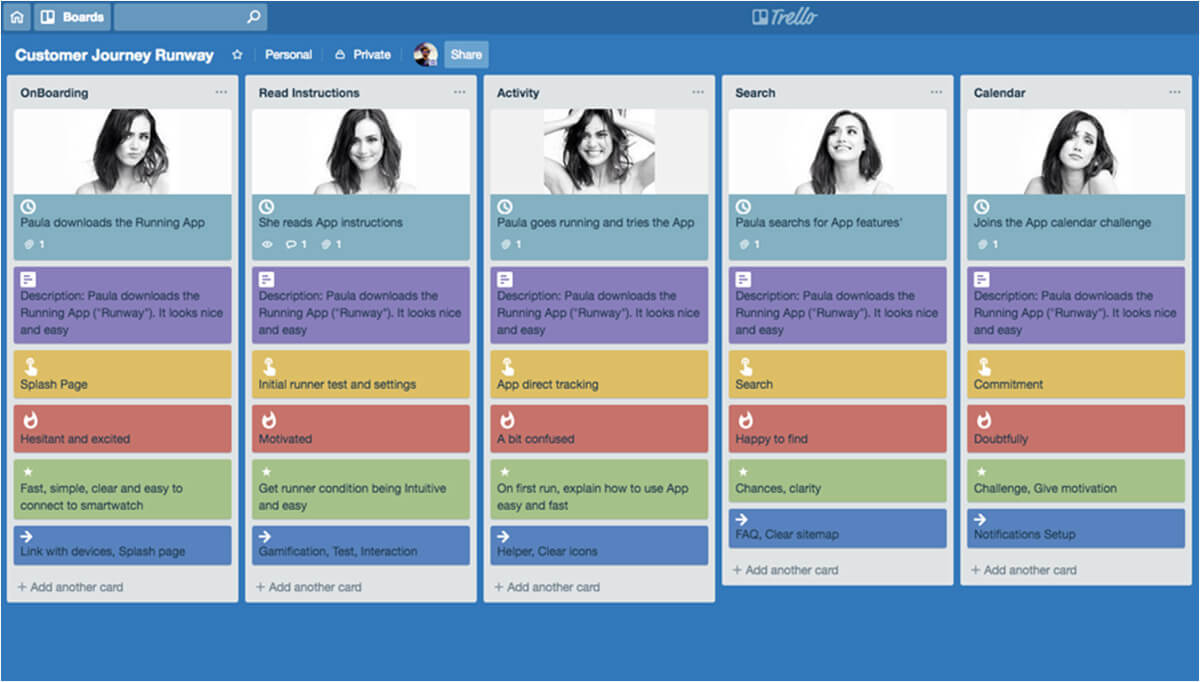 Boards
Trello
Customer Journey Runway
Personal
Private
Share
OnBoarding
Paula downloads the Running App
1
Description: Paula downloads the
Running App ("Runway"). It looks nice
and easy
Splash Page
Hesitant and excited
Fast, simple, clear and easy to
connect to smartwatch
Link with devices, Splash page
+ Add another card
Read Instructions
She reads App instructions
1 1
Description: Paula downloads the
Running App ("Runway"). It looks nice
and easy
Initial runner test and settings
Motivated
Get runner condition being Intuitive
and easy
Gamification, Test, Interaction
+ Add another card
Activity
Paula goes running and tries the App
1
Description: Paula downloads the
Running App ("Runway"). It looks nice
and easy
App direct tracking
A bit confused
On first run, explain how to use App
easy and fast
Helper, Clear icons
+ Add another card
Search
Paula searchs for App features'
1
Description: Paula downloads the
Running App ("Runway"). It looks nice
and easy
Search
Happy to find
Chances, clarity
FAQ, Clear sitemap
+ Add another card
Calendar
Joins the App calendar challenge
1
Description: Paula downloads the
Running App ("Runway"). It looks nice
and easy
Commitment
Doubtfully
Challenge, Give motivation
Notifications Setup
+ Add another card